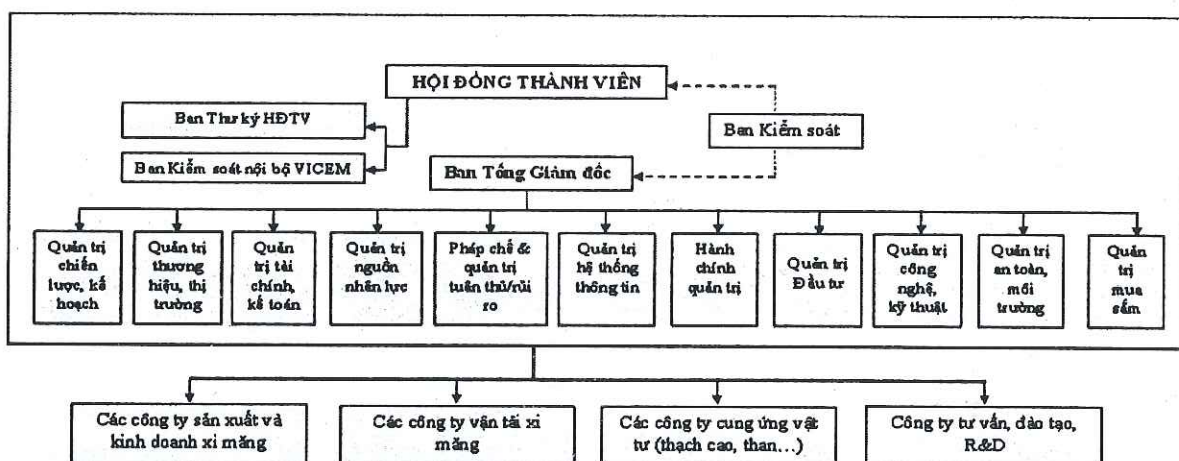 HỘI ĐỒNG THÀNH VIÊN
Ban Thư ký HĐTV
Ban Kiểm soát
Ban Kiểm soát nội bộ VICEM
Ban Tổng Giám đốc
Quản trị
chiến
lược, kế
hoạch
Quản trị
thương
hiệu, thị
trường
Quản
trị tài
chính,
kế toán
Quản trị
nguồn
nhân lực
Pháp chế &
quản trị
tuân thủ/rủi
ro
Quản trị
hệ thống
thông tin
Hành
chính
quản trị
Quản trị
Đầu tư
Quản trị
công
nghệ,
kỹ thuật
Quản trị
an toàn,
môi
trường
Quản
trị
mua
sắm
Các công ty sản xuất và
kinh doanh xi măng
Các công ty vận tải xi
măng
Các công ty cung ứng vật
tư (thạch cao, than...)
Công ty tư vấn, đào tạo,
R&D